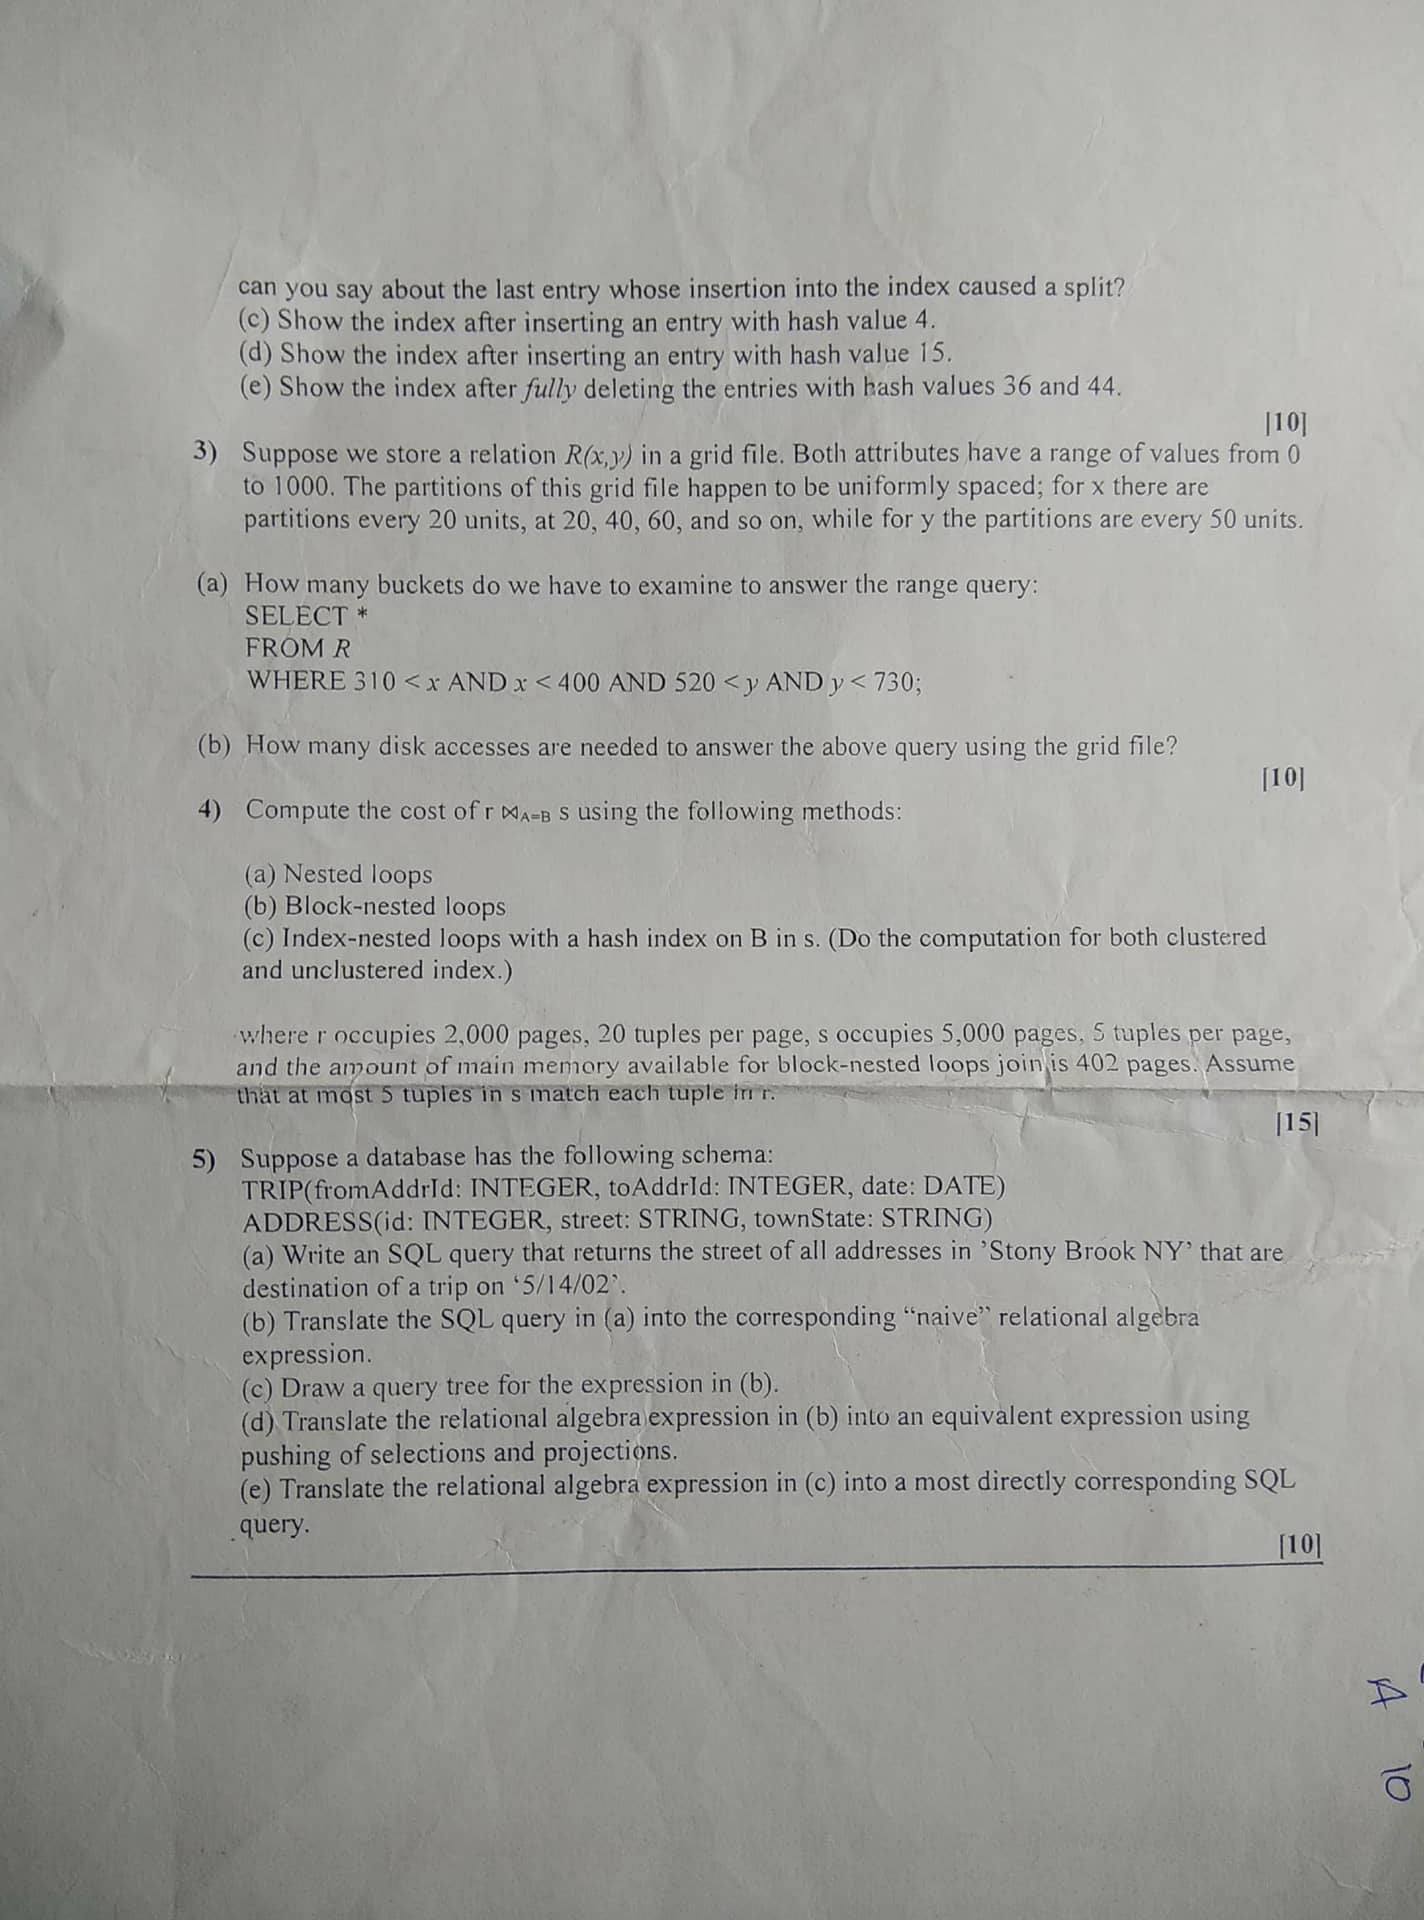 can you say about the last entry whose insertion into the index caused a split?
(c) Show the index after inserting an entry with hash value 4.
(d) Show the index after inserting an entry with hash value 15.
(e) Show the index after fully deleting the entries with hash values 36 and 44.
[10]
3) Suppose we store a relation R(x,y) in a grid file. Both attributes have a range of values from 0
to 1000. The partitions of this grid file happen to be uniformly spaced; for x there are
partitions every 20 units, at 20, 40, 60, and so on, while for y the partitions are every 50 units.
(a) How many buckets do we have to examine to answer the range query:
SELECT *
FROM R
WHERE 310 < x AND x < 400 AND 520 < y AND y < 730;
(b) How many disk accesses are needed to answer the above query using the grid file?
[10]
4) Compute the cost of r ⋈A=B s using the following methods:
(a) Nested loops
(b) Block-nested loops
(c) Index-nested loops with a hash index on B in s. (Do the computation for both clustered
and unclustered index.)
where r occupies 2,000 pages, 20 tuples per page, s occupies 5,000 pages, 5 tuples per page,
and the amount of main memory available for block-nested loops join is 402 pages. Assume
that at most 5 tuples in s match each tuple in r.
[15]
5) Suppose a database has the following schema:
TRIP(fromAddrId: INTEGER, toAddrId: INTEGER, date: DATE)
ADDRESS(id: INTEGER, street: STRING, townState: STRING)
(a) Write an SQL query that returns the street of all addresses in ’Stony Brook NY’ that are
destination of a trip on ‘5/14/02’.
(b) Translate the SQL query in (a) into the corresponding “naive” relational algebra
expression.
(c) Draw a query tree for the expression in (b).
(d) Translate the relational algebra expression in (b) into an equivalent expression using
pushing of selections and projections.
(e) Translate the relational algebra expression in (c) into a most directly corresponding SQL
query.
[10]